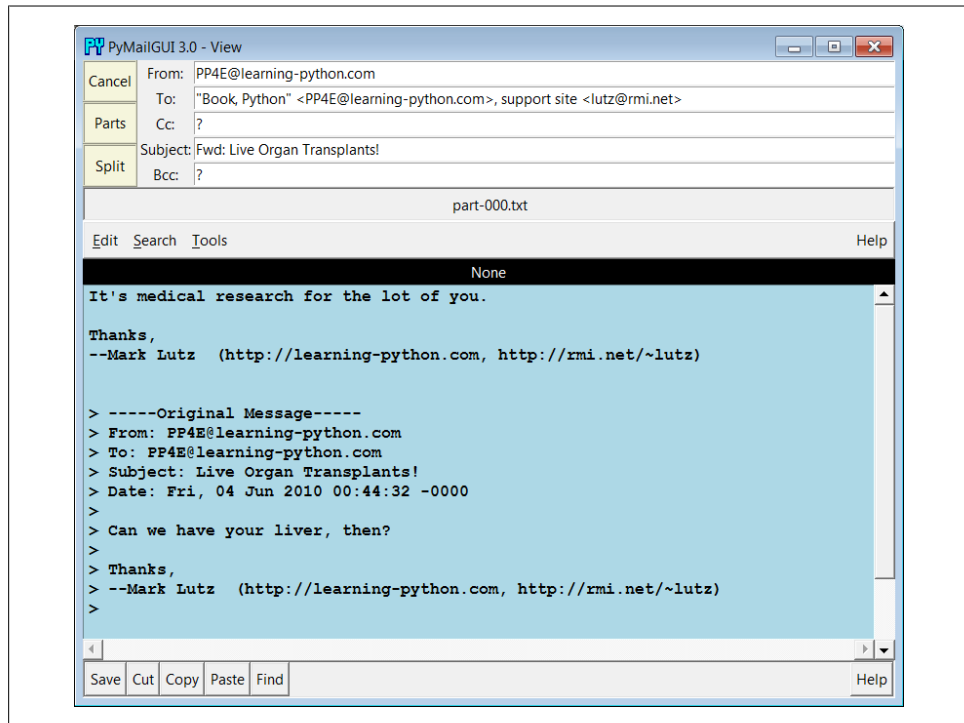 PY PyMailGUI 3.0 - View
Cancel
From: PP4E@learning-python.com
To: "Book, Python" <PP4E@learning-python.com>, support site <lutz@rmi.net>
Parts
Cc: ?
Subject: Fwd: Live Organ Transplants!
Split
Bcc: ?
part-000.txt
Edit Search Tools Help
None
It's medical research for the lot of you.
Thanks,
--Mark Lutz (http://learning-python.com, http://rmi.net/~lutz)
> -----Original Message-----
> From: PP4E@learning-python.com
> To: PP4E@learning-python.com
> Subject: Live Organ Transplants!
> Date: Fri, 04 Jun 2010 00:44:32 -0000
>
> Can we have your liver, then?
>
> Thanks,
> --Mark Lutz (http://learning-python.com, http://rmi.net/~lutz)
>
Save Cut Copy Paste Find Help